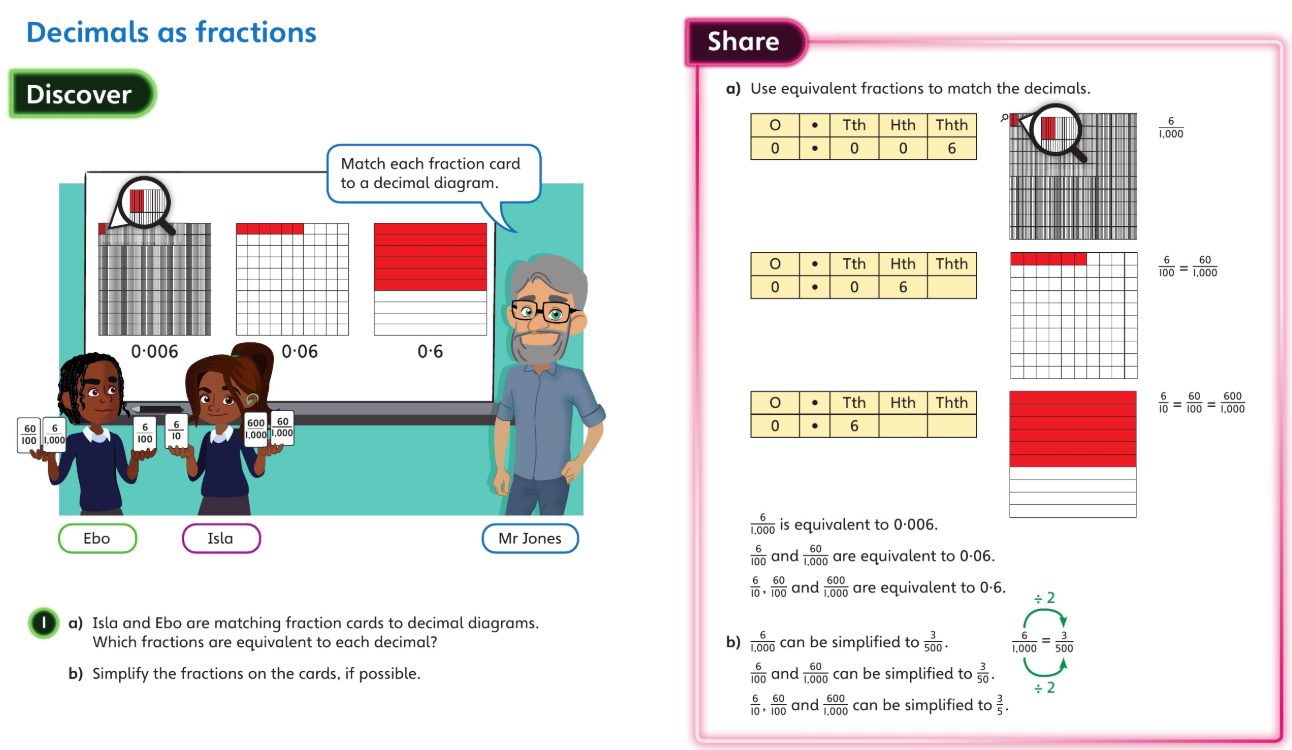 Decimals as fractions
Discover
Match each fraction card
to a decimal diagram.
0·006
0·06
0·6
60/100
6/1,000
6/100
6/10
600/1,000
60/1,000
Ebo
Isla
Mr Jones
1 a) Isla and Ebo are matching fraction cards to decimal diagrams.
Which fractions are equivalent to each decimal?
b) Simplify the fractions on the cards, if possible.
Share
a) Use equivalent fractions to match the decimals.
O • Tth Hth Thth
0 • 0 0 6
6/1,000
O • Tth Hth Thth
0 • 0 6
6/100 = 60/1,000
O • Tth Hth Thth
0 • 6
6/10 = 60/100 = 600/1,000
6/1,000 is equivalent to 0·006.
6/100 and 60/1,000 are equivalent to 0·06.
6/10, 60/100 and 600/1,000 are equivalent to 0·6.
b) 6/1,000 can be simplified to 3/500.
÷ 2
6/1,000 = 3/500
÷ 2
6/100 and 60/1,000 can be simplified to 3/50.
6/10, 60/100 and 600/1,000 can be simplified to 3/5.